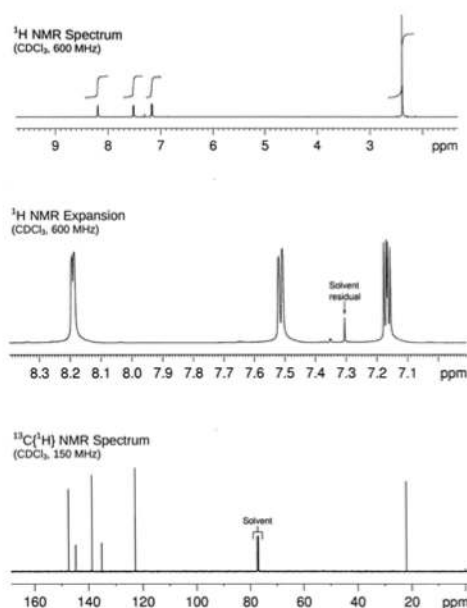 ¹H NMR Spectrum
(CDCl₃, 600 MHz)
9 8 7 6 5 4 3 ppm
¹H NMR Expansion
(CDCl₃, 600 MHz)
Solvent
residual
8.3 8.2 8.1 8.0 7.9 7.8 7.7 7.6 7.5 7.4 7.3 7.2 7.1 ppm
¹³C{¹H} NMR Spectrum
(CDCl₃, 150 MHz)
Solvent
160 140 120 100 80 60 40 20 ppm 0